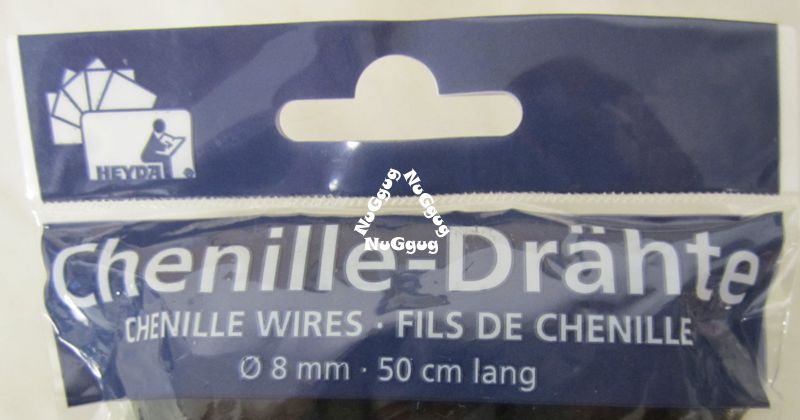 HEYDA ®
NuGgug NuGgug
NuGgug
Chenille-Drähte
CHENILLE WIRES · FILS DE CHENILLE
Ø 8 mm · 50 cm lang